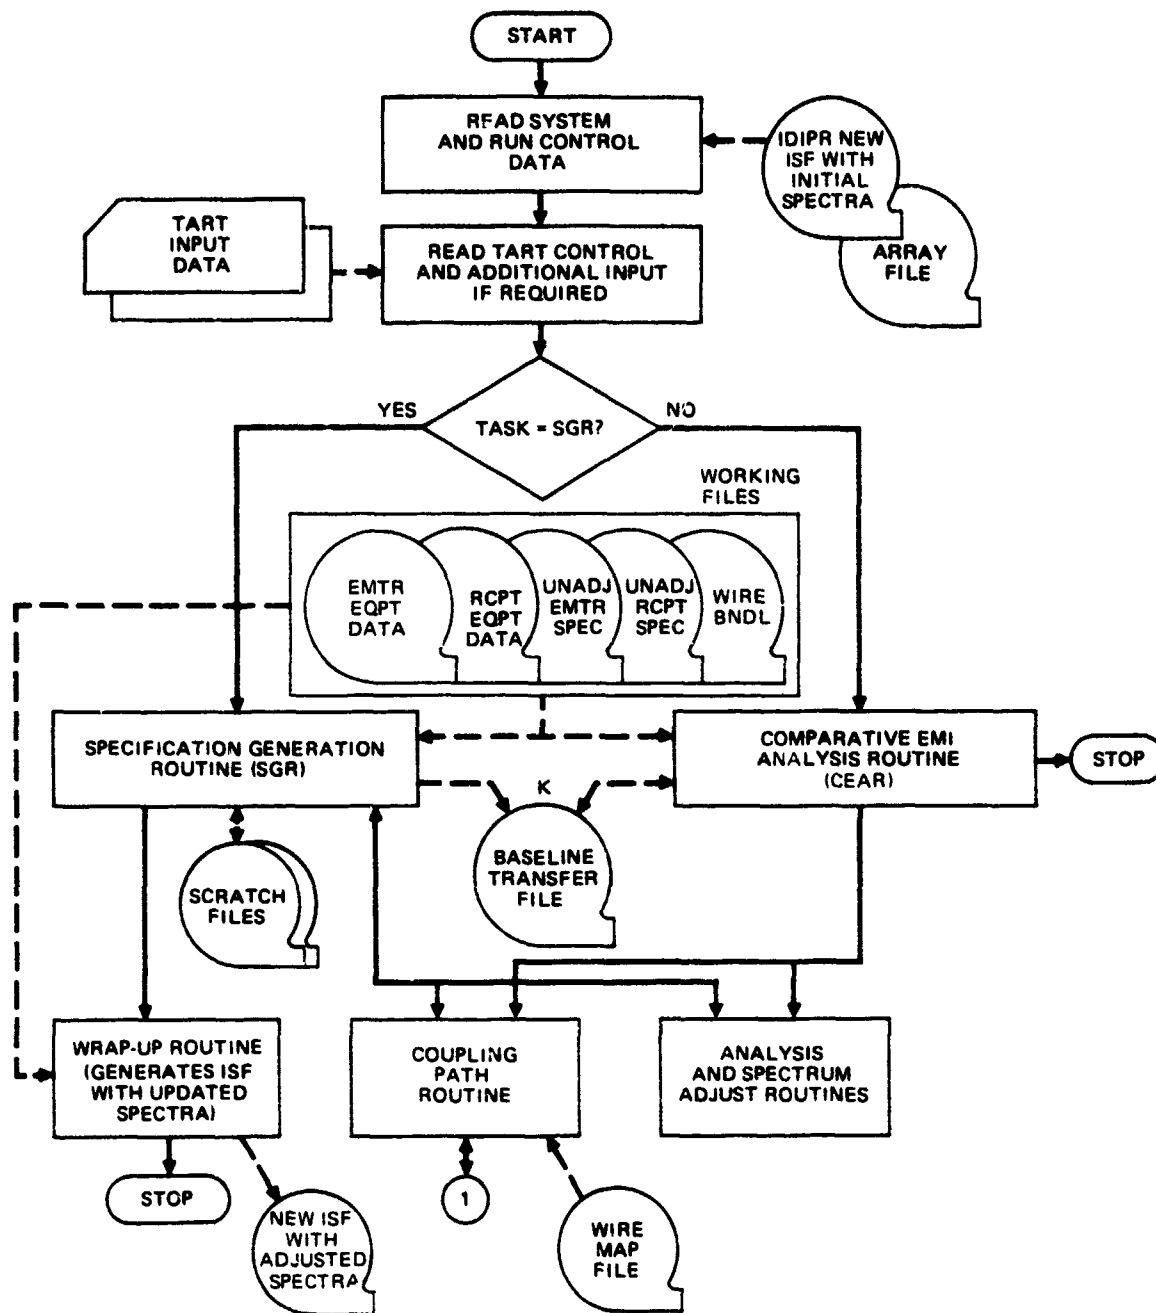 START
READ SYSTEM
AND RUN CONTROL
DATA
IDIPR NEW
ISF WITH
INITIAL
SPECTRA
ARRAY
FILE
TART
INPUT
DATA
READ TART CONTROL
AND ADDITIONAL INPUT
IF REQUIRED
YES
TASK = SGR?
NO
WORKING
FILES
EMTR
EQPT
DATA
RCPT
EQPT
DATA
UNADJ
EMTR
SPEC
UNADJ
RCPT
SPEC
WIRE
BNDL
SPECIFICATION GENERATION
ROUTINE (SGR)
COMPARATIVE EMI
ANALYSIS ROUTINE
(CEAR)
STOP
K
BASELINE
TRANSFER
FILE
SCRATCH
FILES
WRAP-UP ROUTINE
(GENERATES ISF
WITH UPDATED
SPECTRA)
COUPLING
PATH
ROUTINE
ANALYSIS
AND SPECTRUM
ADJUST ROUTINES
STOP
1
NEW ISF
WITH
ADJUSTED
SPECTRA
WIRE
MAP
FILE